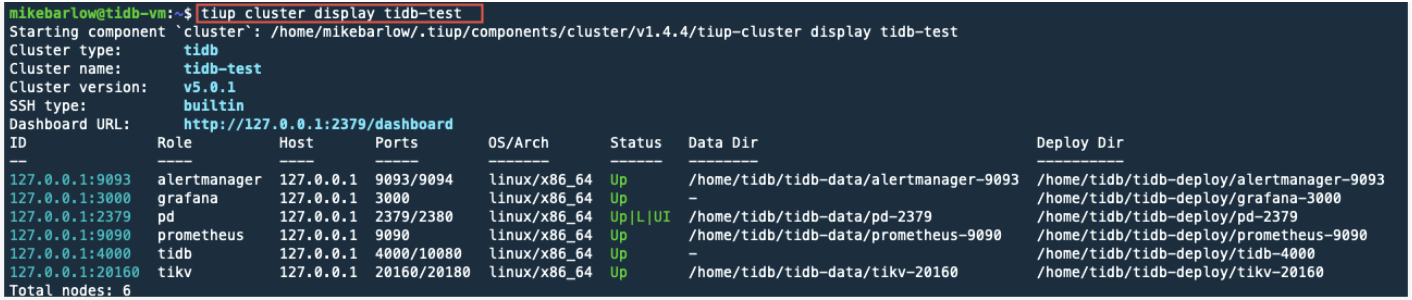 mikebarlow@tidb-vm:~$ tiup cluster display tidb-test
Starting component `cluster`: /home/mikebarlow/.tiup/components/cluster/v1.4.4/tiup-cluster display tidb-test
Cluster type:       tidb
Cluster name:       tidb-test
Cluster version:    v5.0.1
SSH type:           builtin
Dashboard URL:      http://127.0.0.1:2379/dashboard
ID               Role          Host       Ports        OS/Arch       Status   Data Dir                              Deploy Dir
--               ----          ----       -----        -------       ------   --------                              ----------
127.0.0.1:9093   alertmanager  127.0.0.1  9093/9094    linux/x86_64  Up       /home/tidb/tidb-data/alertmanager-9093  /home/tidb/tidb-deploy/alertmanager-9093
127.0.0.1:3000   grafana       127.0.0.1  3000         linux/x86_64  Up       -                                     /home/tidb/tidb-deploy/grafana-3000
127.0.0.1:2379   pd            127.0.0.1  2379/2380    linux/x86_64  Up|L|UI  /home/tidb/tidb-data/pd-2379          /home/tidb/tidb-deploy/pd-2379
127.0.0.1:9090   prometheus    127.0.0.1  9090         linux/x86_64  Up       /home/tidb/tidb-data/prometheus-9090  /home/tidb/tidb-deploy/prometheus-9090
127.0.0.1:4000   tidb          127.0.0.1  4000/10080   linux/x86_64  Up       -                                     /home/tidb/tidb-deploy/tidb-4000
127.0.0.1:20160  tikv          127.0.0.1  20160/20180  linux/x86_64  Up       /home/tidb/tidb-data/tikv-20160       /home/tidb/tidb-deploy/tikv-20160
Total nodes: 6